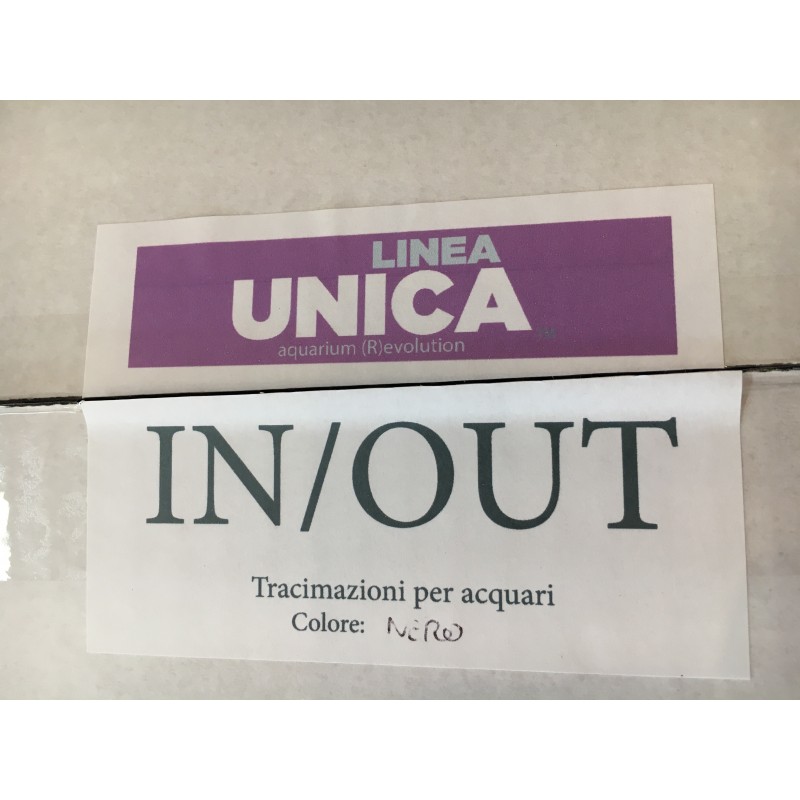 LINEA
UNICA
aquarium (R)evolution
IN/OUT
Tracimazioni per acquari
Colore: NERO